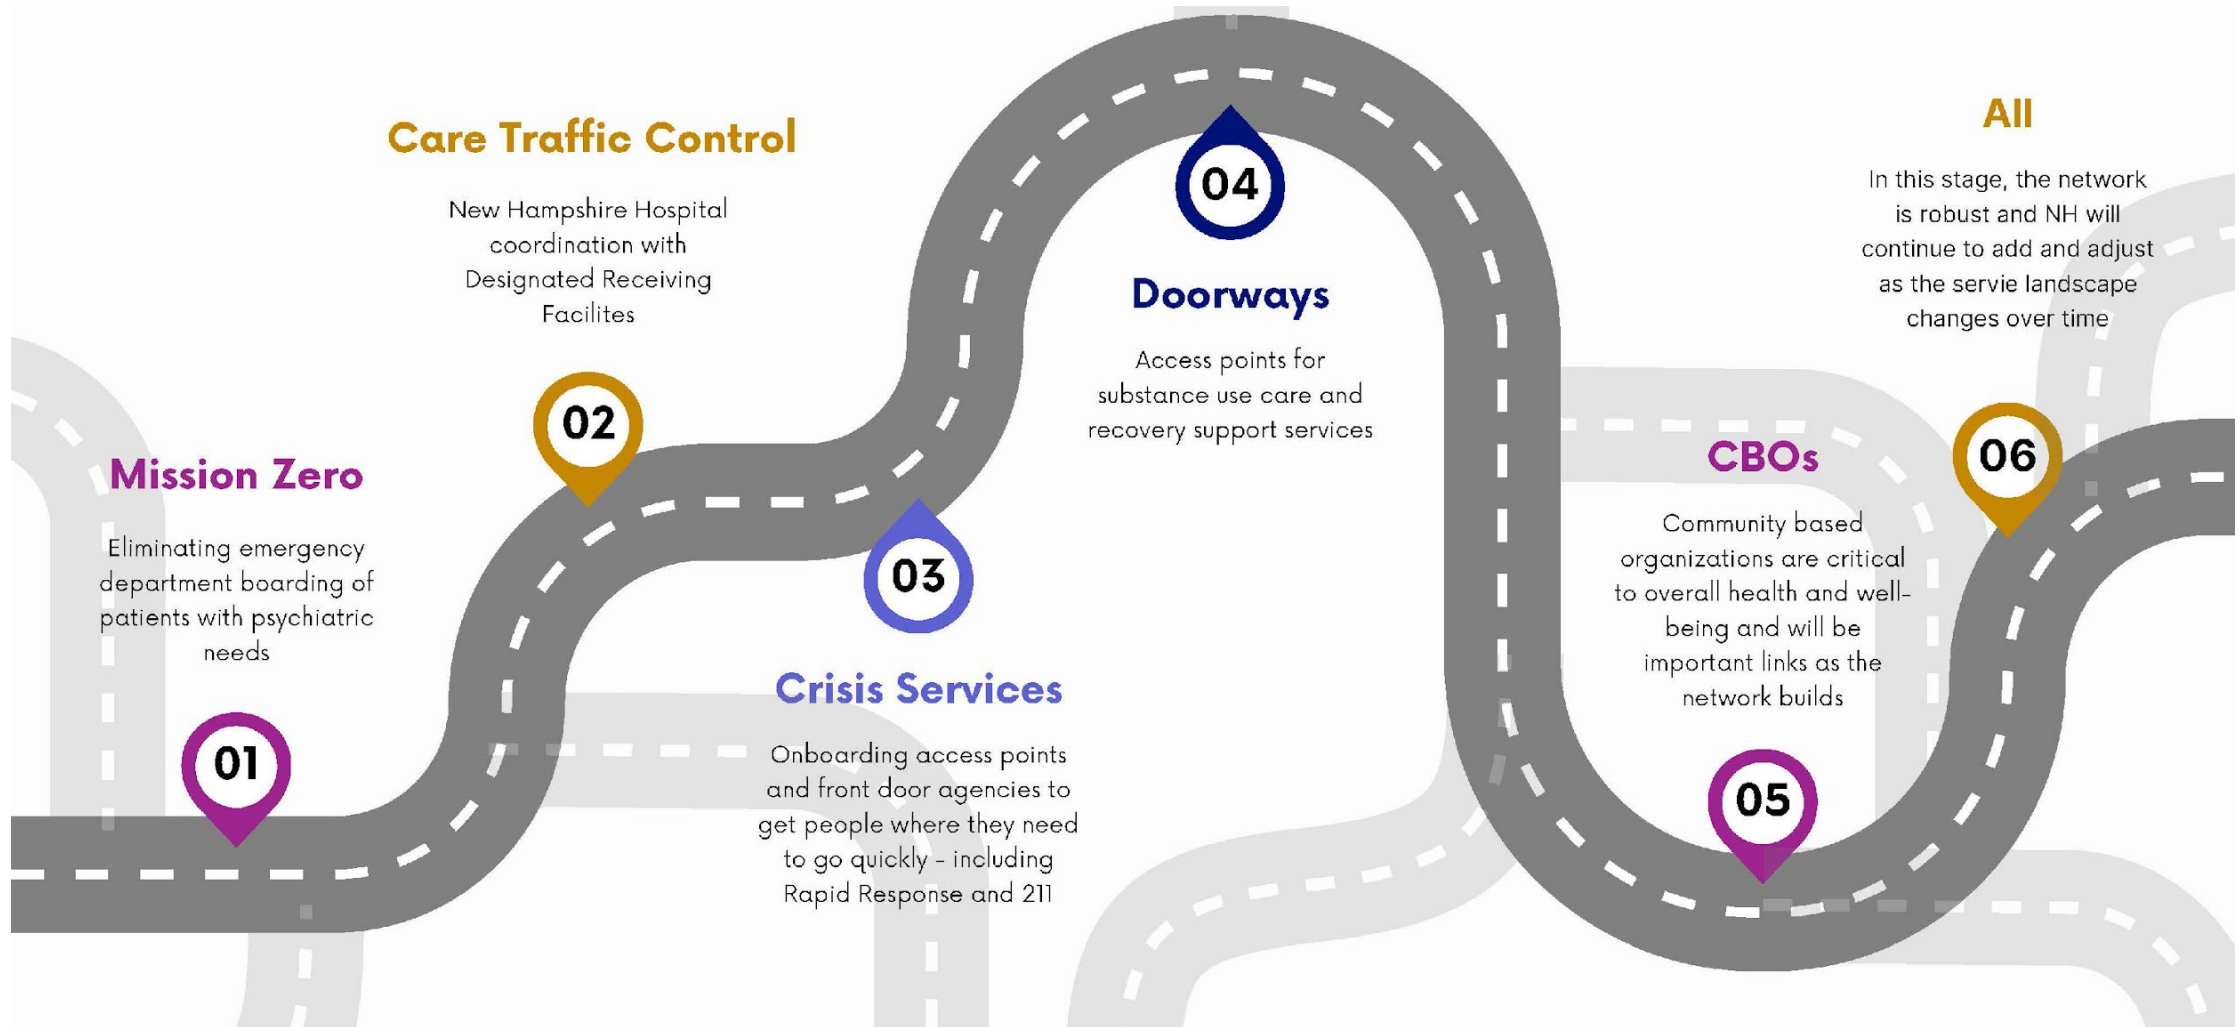 Mission Zero
Eliminating emergency
department boarding of
patients with psychiatric
needs
01
Care Traffic Control
New Hampshire Hospital
coordination with
Designated Receiving
Facilites
02
03
Crisis Services
Onboarding access points
and front door agencies to
get people where they need
to go quickly - including
Rapid Response and 211
04
Doorways
Access points for
substance use care and
recovery support services
CBOs
Community based
organizations are critical
to overall health and well-
being and will be
important links as the
network builds
05
All
In this stage, the network
is robust and NH will
continue to add and adjust
as the servie landscape
changes over time
06